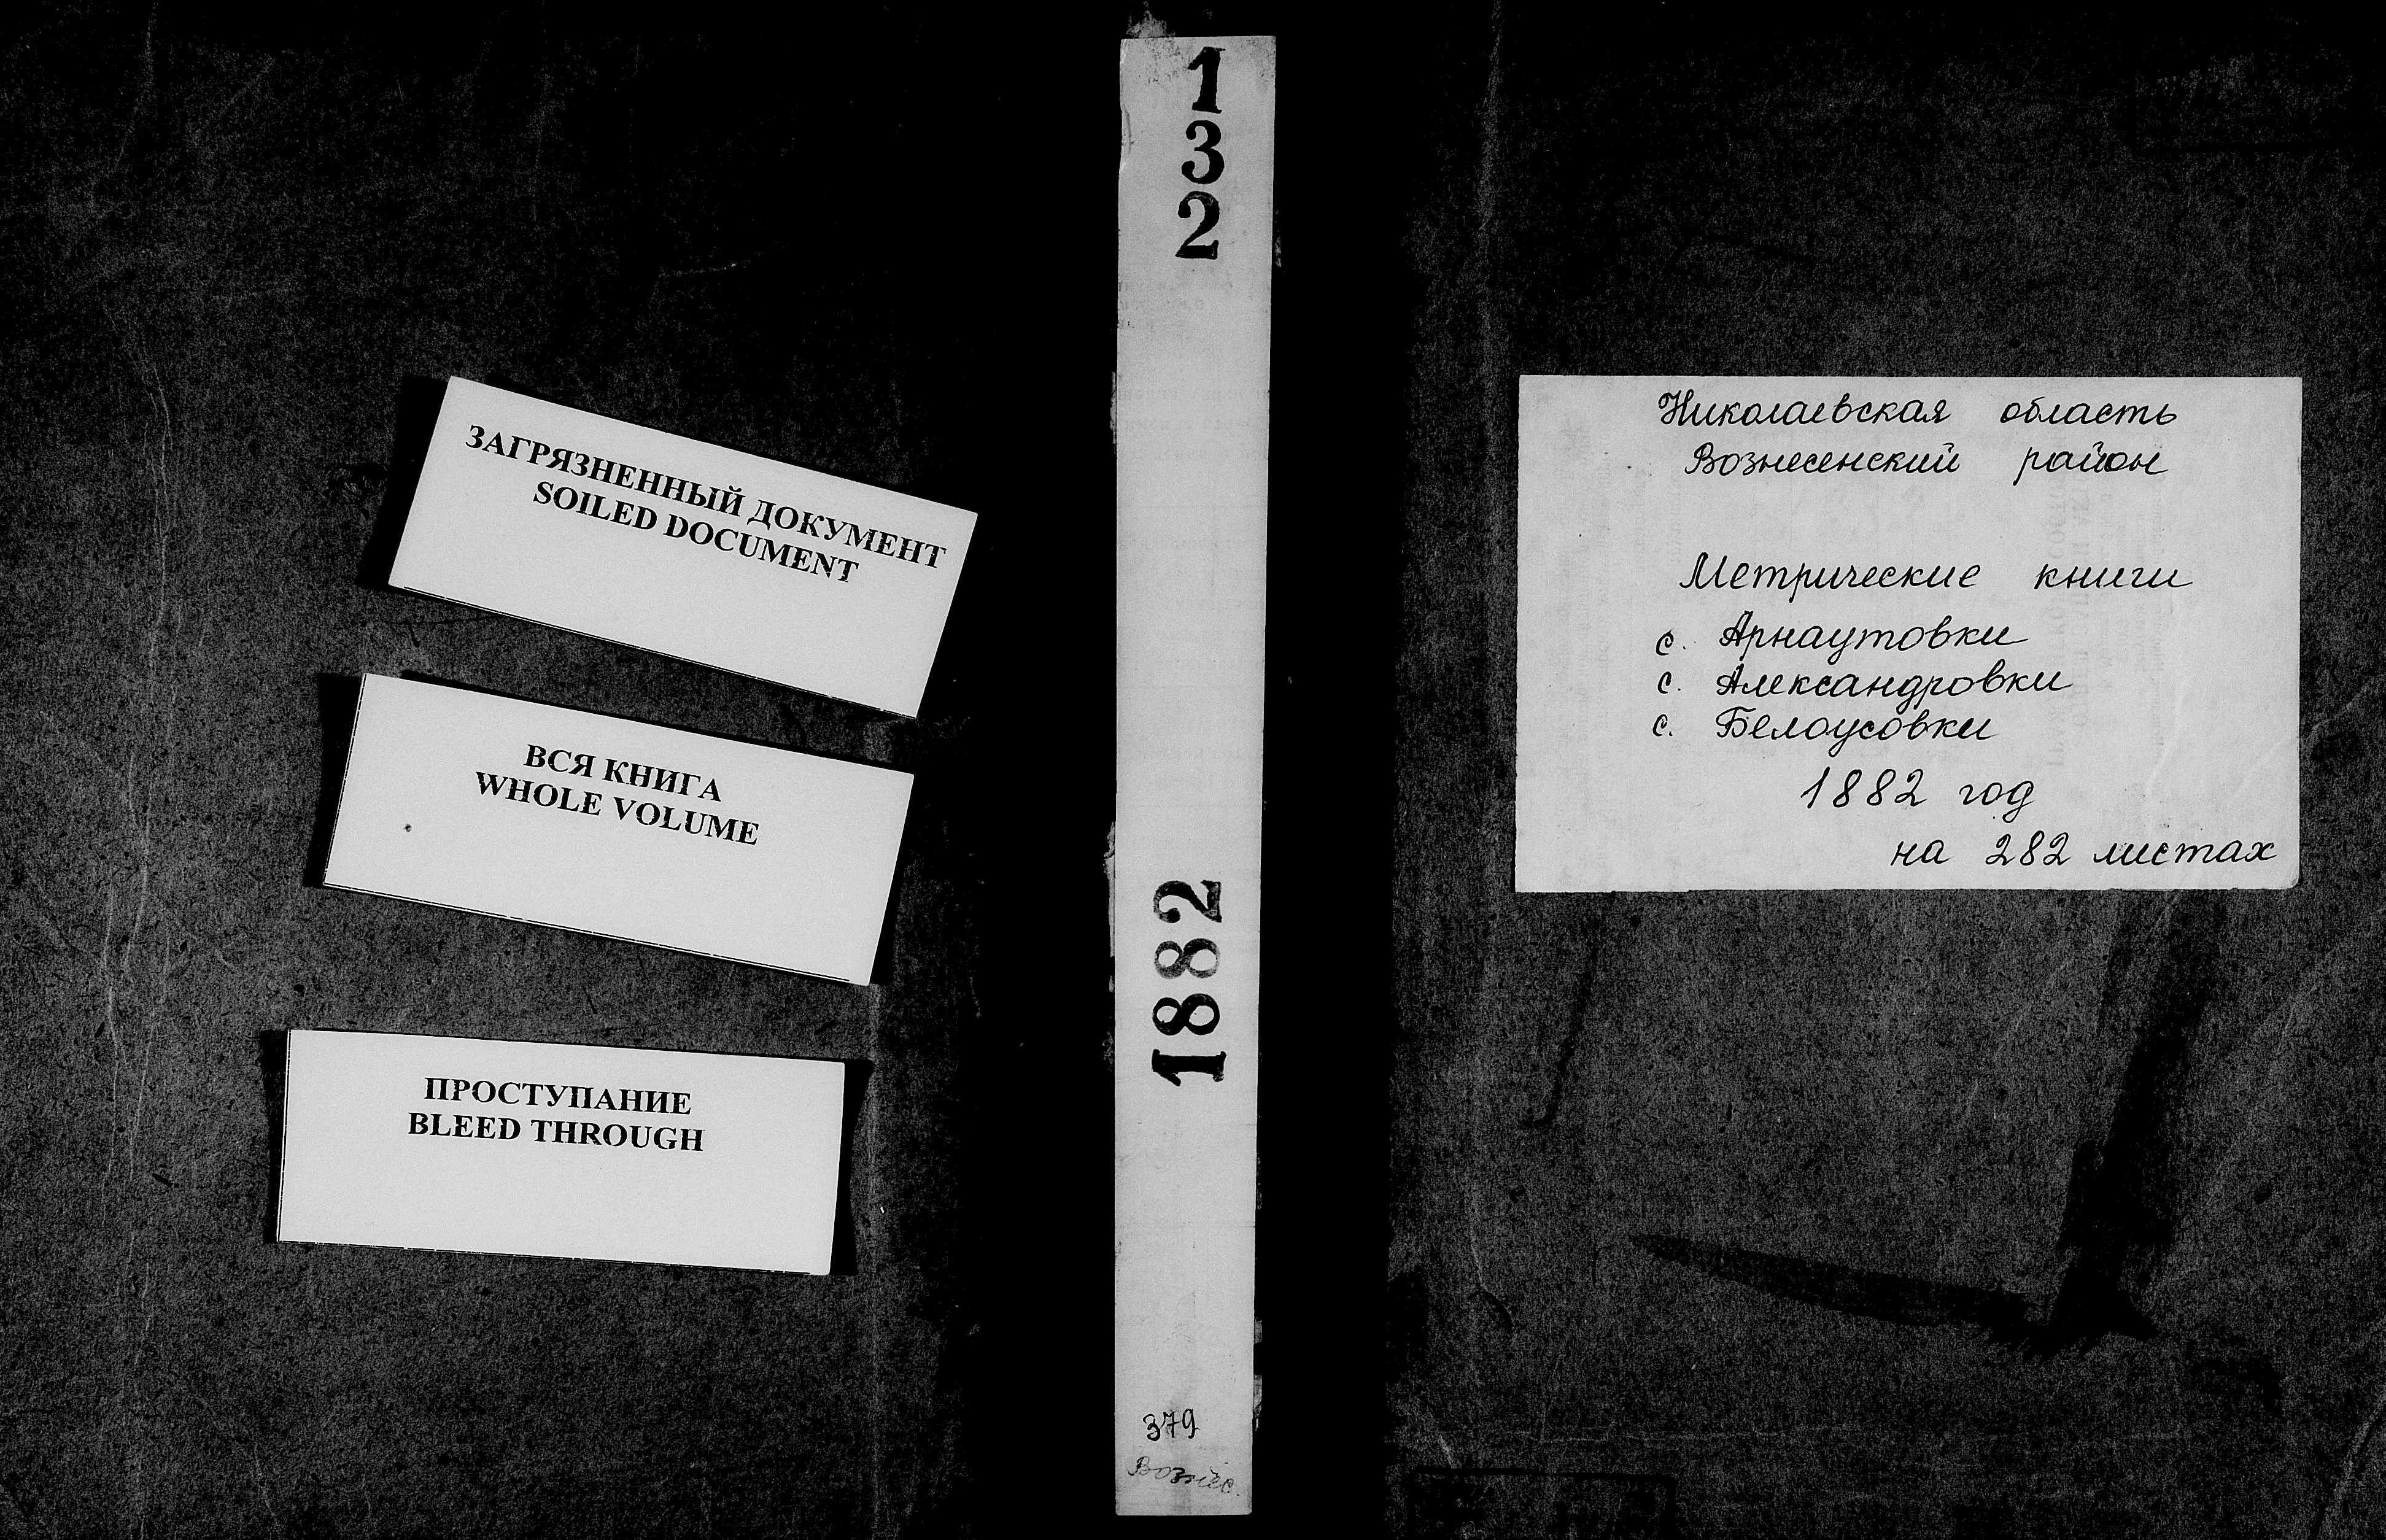 ЗАГРЯЗНЕННЫЙ ДОКУМЕНТ
SOILED DOCUMENT
ВСЯ КНИГА
WHOLE VOLUME
ПРОСТУПАНИЕ
BLEED THROUGH
1
3
2
1882
379
Вознес.
Николаевская область
Вознесенский район
Метрические книги
с. Арнаутовки
с. Александровки
с. Белоусовки
1882 год
на 282 листах